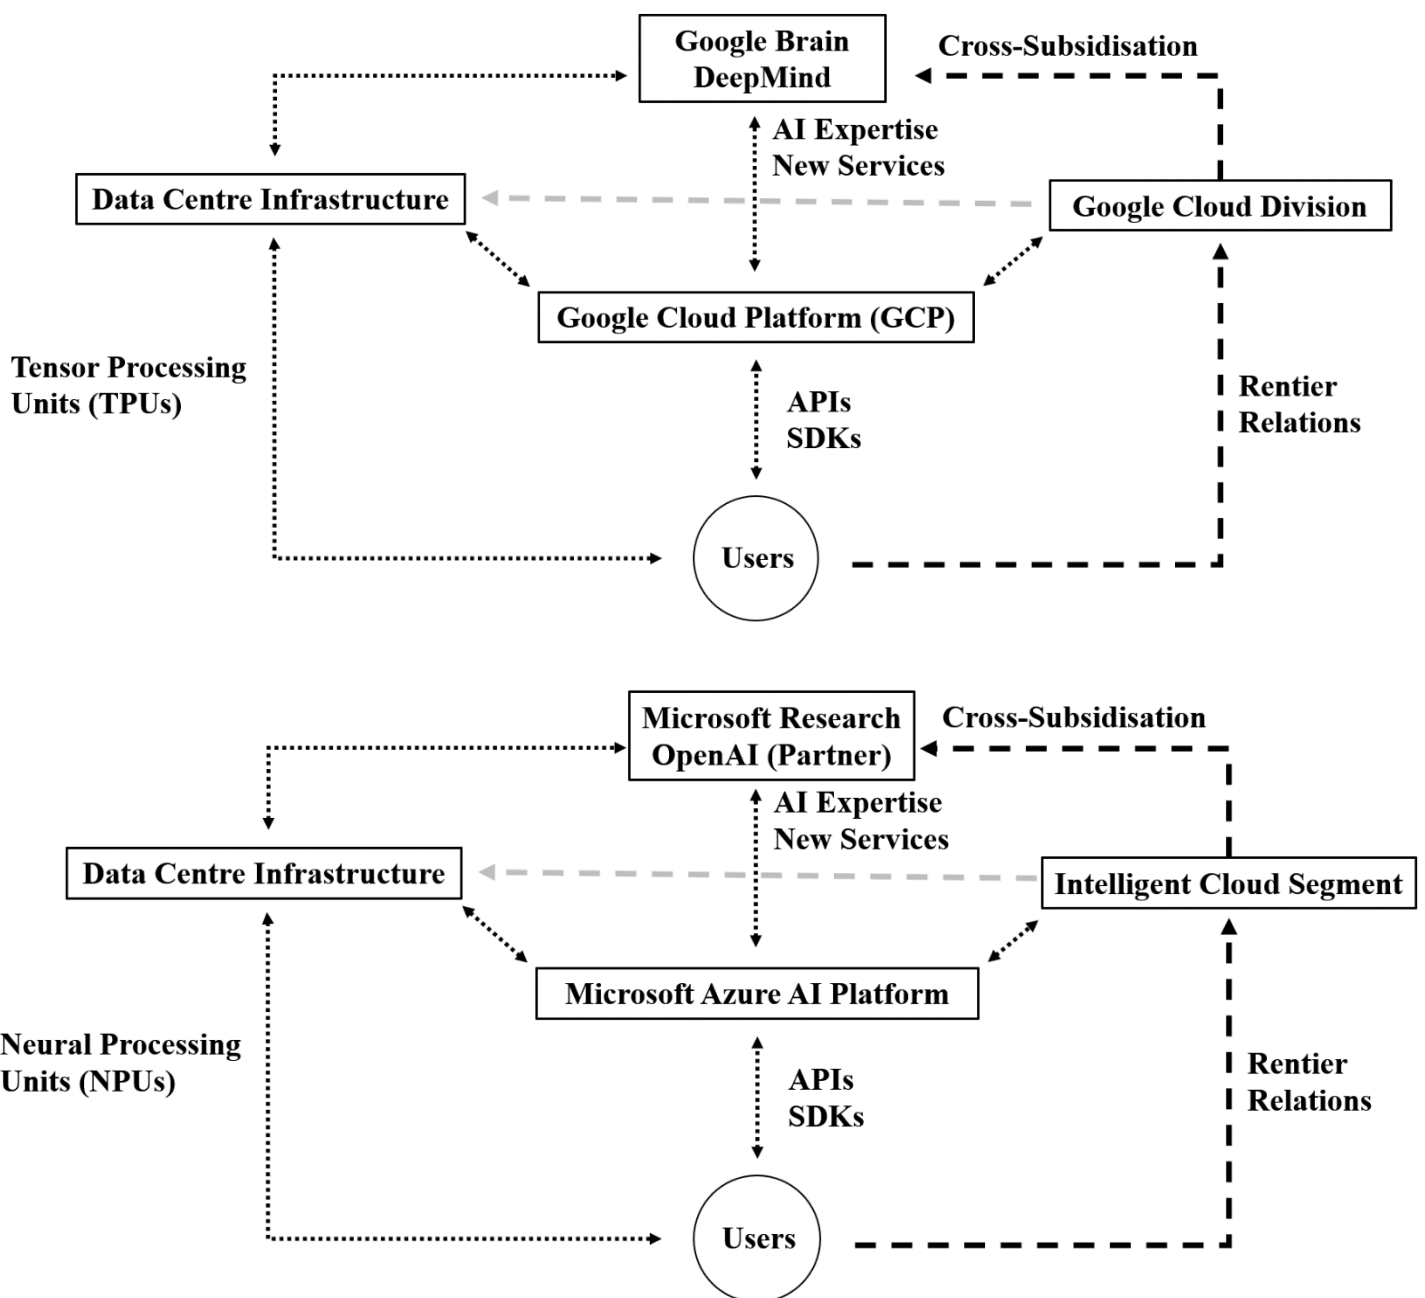 Google Brain
DeepMind
Cross-Subsidisation
AI Expertise
New Services
Data Centre Infrastructure
Google Cloud Division
Google Cloud Platform (GCP)
Tensor Processing
Units (TPUs)
APIs
SDKs
Rentier
Relations
Users
Microsoft Research
OpenAI (Partner)
Cross-Subsidisation
AI Expertise
New Services
Data Centre Infrastructure
Intelligent Cloud Segment
Microsoft Azure AI Platform
Neural Processing
Units (NPUs)
APIs
SDKs
Rentier
Relations
Users